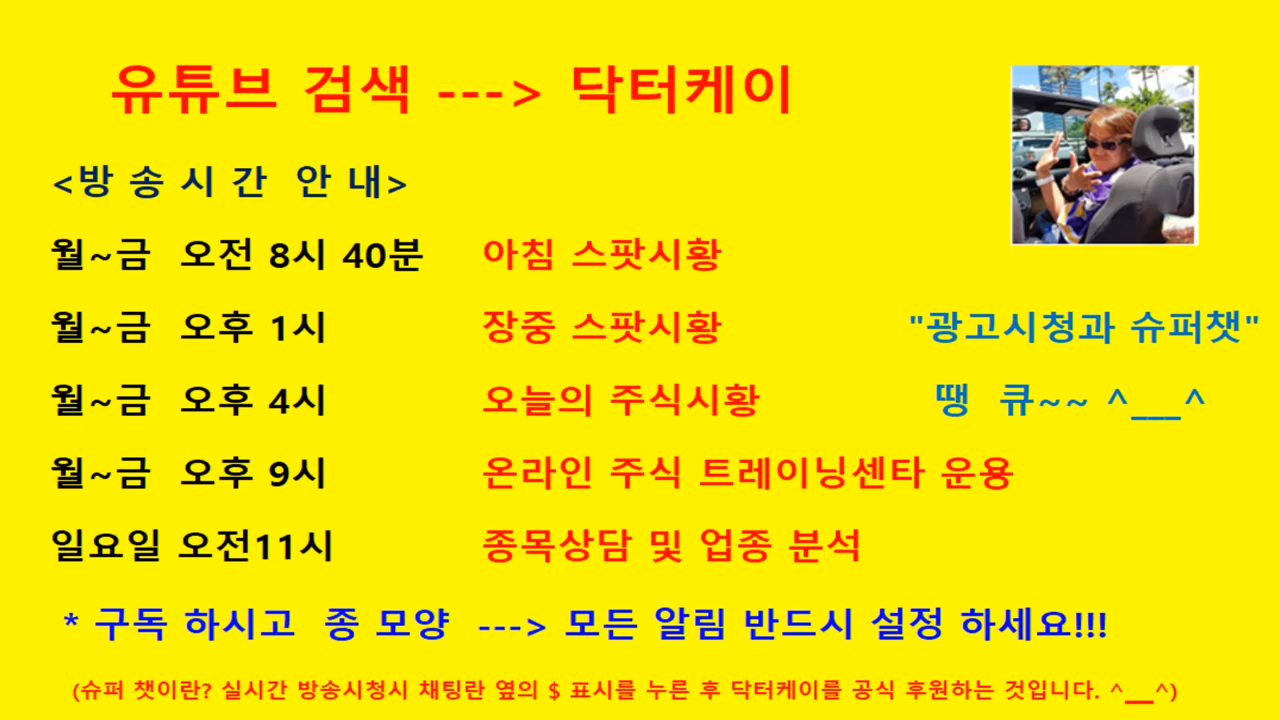 유튜브 검색 ---> 닥터케이
<방 송 시 간 안 내>
월~금 오전 8시 40분 아침 스팟시황
월~금 오후 1시 장중 스팟시황
"광고시청과 슈퍼챗"
월~금 오후 4시 오늘의 주식시황
땡 큐~~ ^___^
월~금 오후 9시 온라인 주식 트레이닝센타 운용
일요일 오전11시 종목상담 및 업종 분석
* 구독 하시고 종 모양 ---> 모든 알림 반드시 설정 하세요!!!
(슈퍼 챗이란? 실시간 방송시청시 채팅란 옆의 $ 표시를 누른 후 닥터케이를 공식 후원하는 것입니다. ^__^)